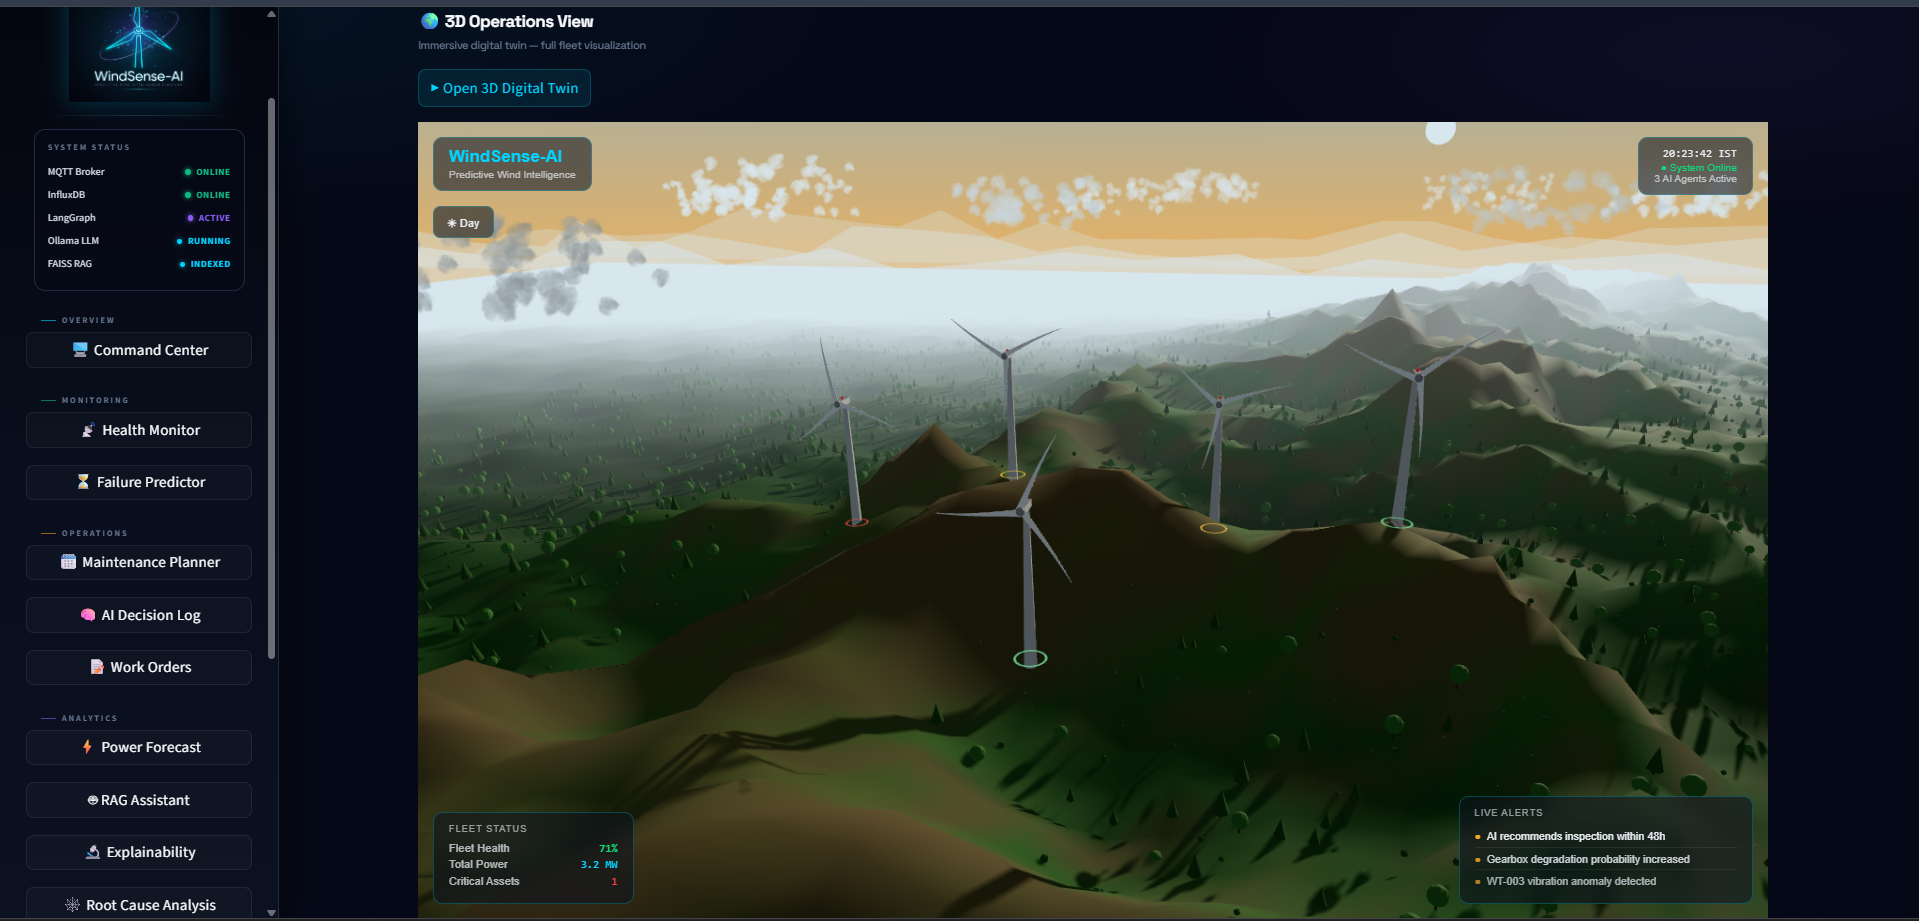 WindSense-AI
SYSTEM STATUS
MQTT Broker ONLINE
InfluxDB ONLINE
LangGraph ACTIVE
Ollama LLM RUNNING
FAISS RAG INDEXED
OVERVIEW
Command Center
MONITORING
Health Monitor
Failure Predictor
OPERATIONS
Maintenance Planner
AI Decision Log
Work Orders
ANALYTICS
Power Forecast
RAG Assistant
Explainability
Root Cause Analysis
3D Operations View
Immersive digital twin — full fleet visualization
Open 3D Digital Twin
WindSense-AI
Predictive Wind Intelligence
Day
20:23:42 IST
System Online
3 AI Agents Active
FLEET STATUS
Fleet Health 71%
Total Power 3.2 MW
Critical Assets 1
LIVE ALERTS
AI recommends inspection within 48h
Gearbox degradation probability increased
WT-003 vibration anomaly detected